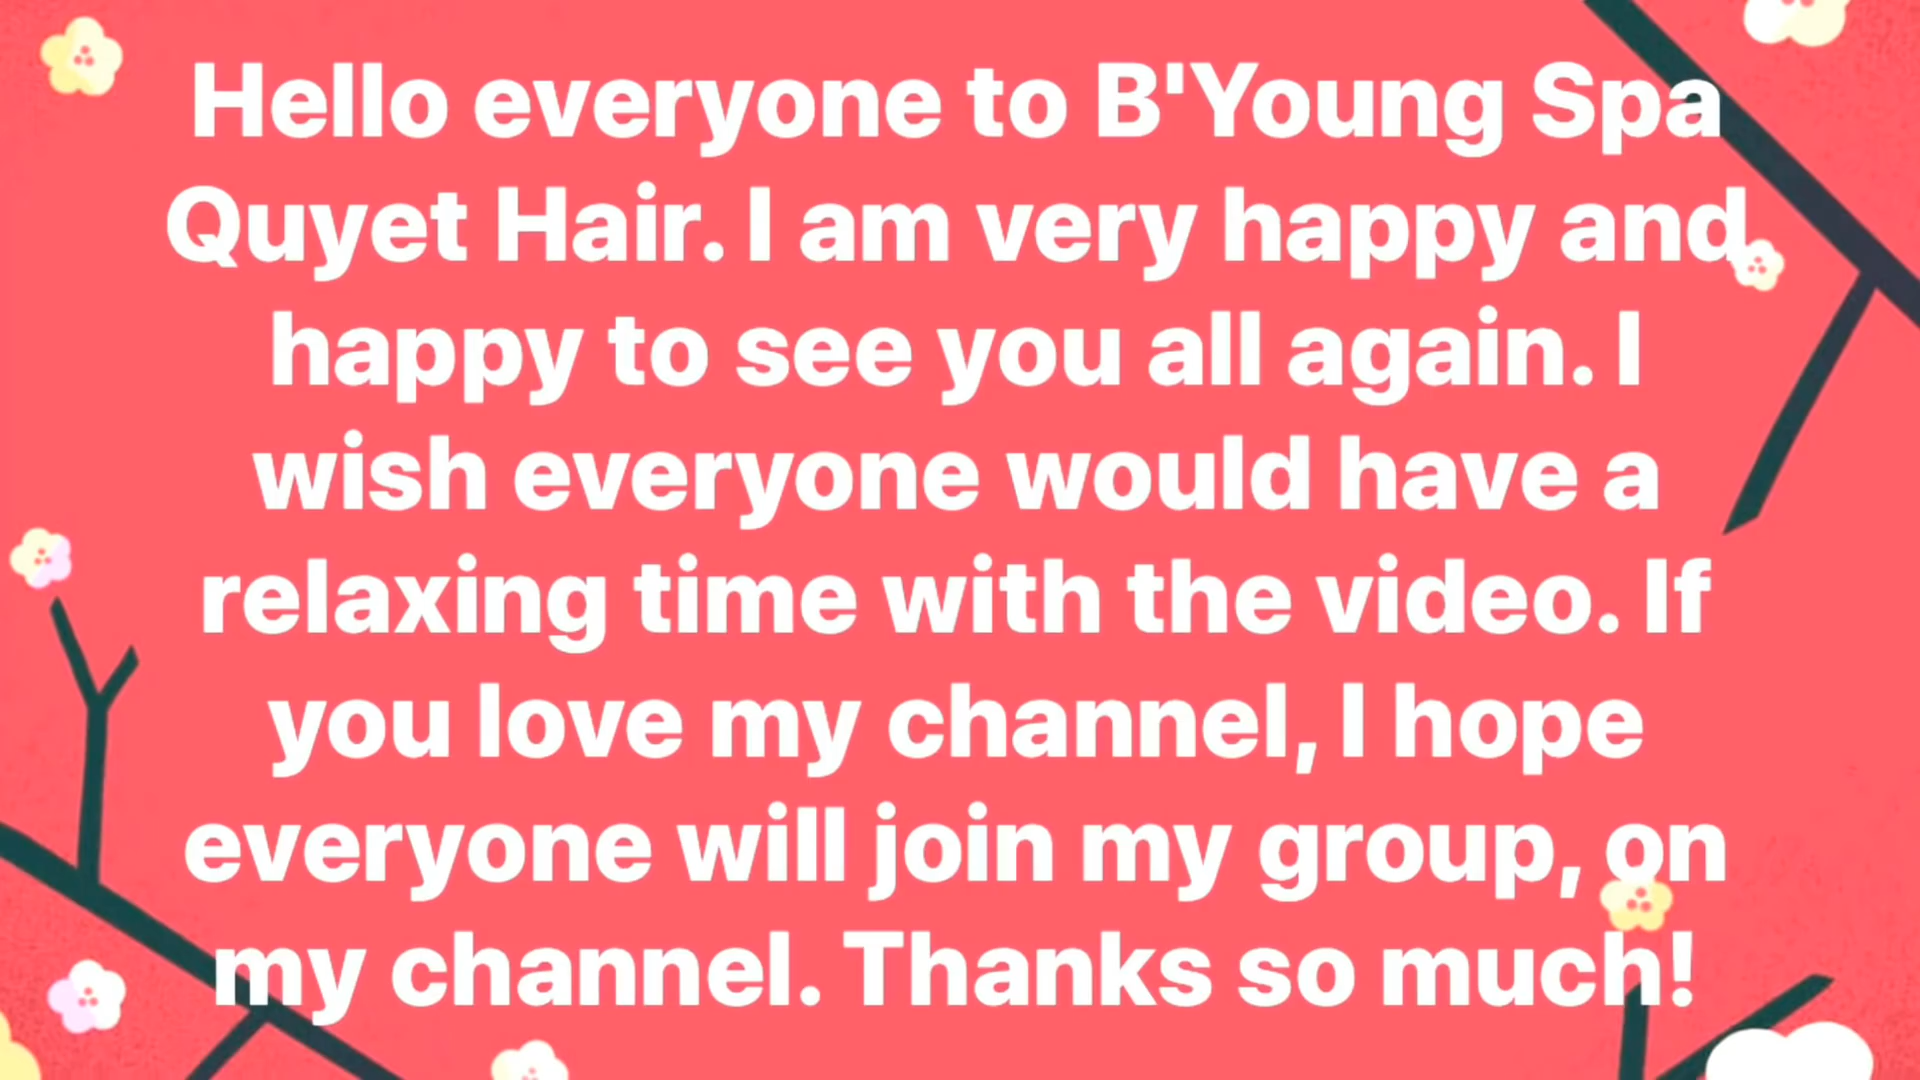 Hello everyone to B'Young Spa
Quyet Hair. I am very happy and
happy to see you all again. I
wish everyone would have a
relaxing time with the video. If
you love my channel, I hope
everyone will join my group, on
my channel. Thanks so much!